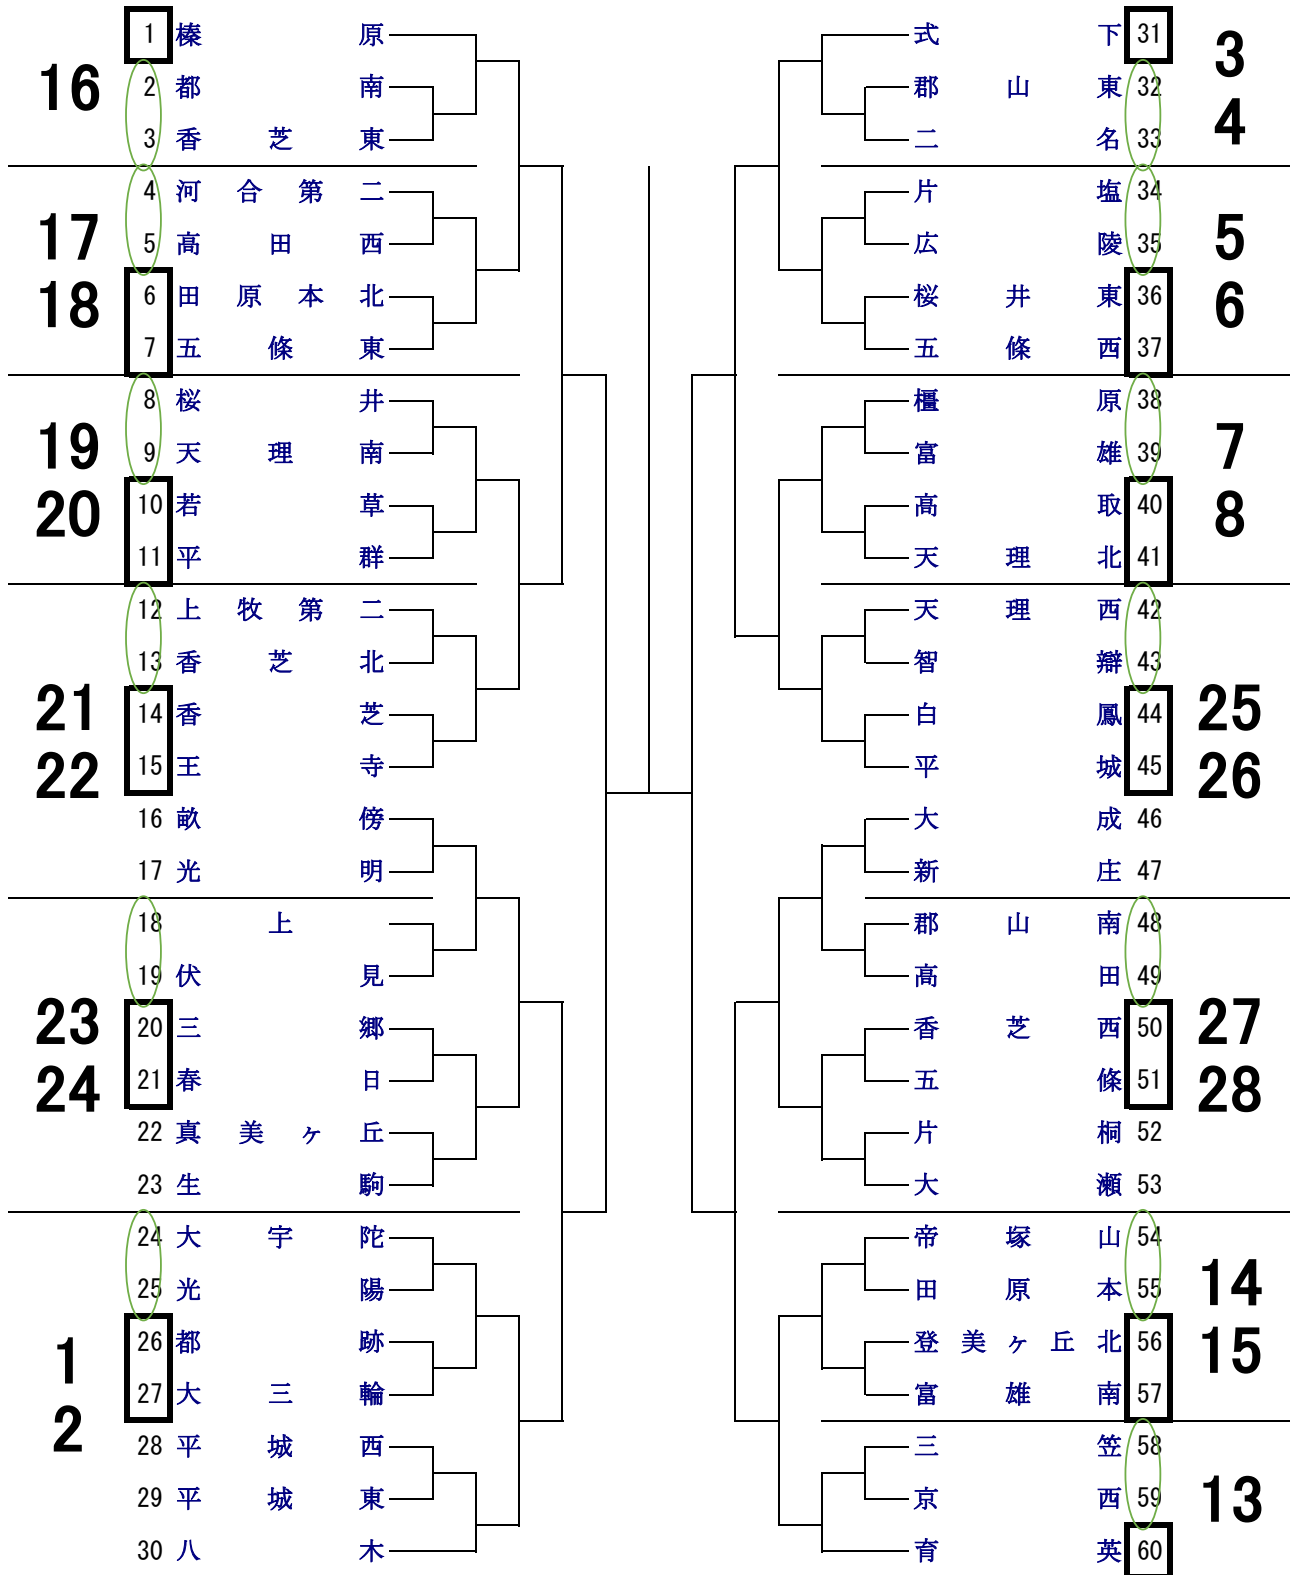 1 榛原
2 都南
3 香芝東
16
4 河合第二
5 高田西
6 田原本北
7 五條東
17
18
8 桜井
9 天理南
10 若草
11 平群
19
20
12 上牧第二
13 香芝北
14 香芝
15 王寺
16 畝傍
17 光明
21
22
18 上
19 伏見
20 三郷
21 春日
22 真美ヶ丘
23 生駒
23
24
24 大宇陀
25 光陽
26 都跡
27 大三輪
28 平城西
29 平城東
30 八木
1
2
式下 31
郡山東 32
二名 33
3
4
片塩 34
広陵 35
桜井東 36
五條西 37
5
6
橿原 38
富雄 39
高取 40
天理北 41
7
8
天理西 42
智辯 43
白鳳 44
平城 45
大成 46
新庄 47
25
26
郡山南 48
高田 49
香芝西 50
五條 51
片桐 52
大瀬 53
27
28
帝塚山 54
田原本 55
登美ヶ丘北 56
富雄南 57
14
15
三笠 58
京西 59
育英 60
13